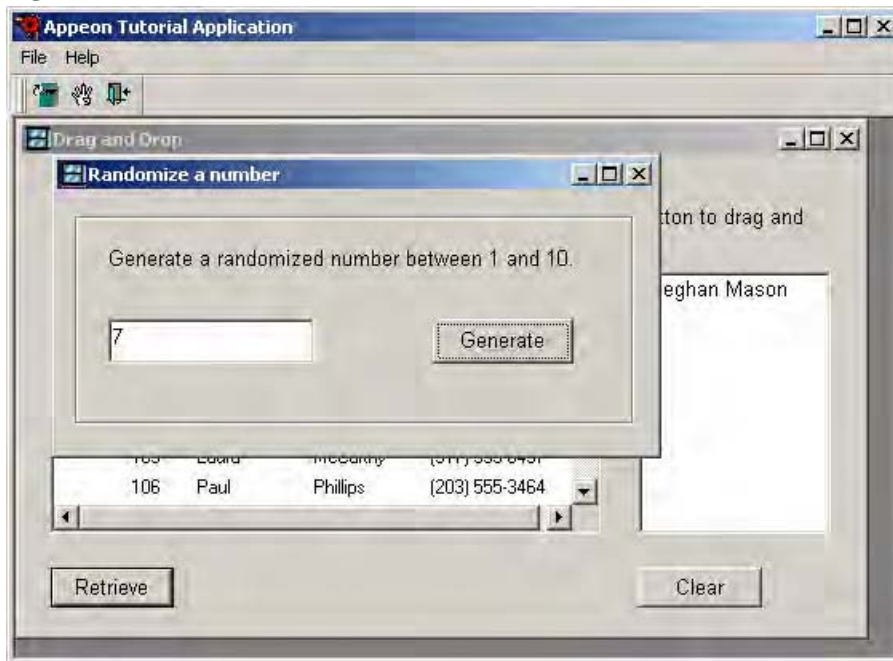 Appeon Tutorial Application
File Help
Drag and Drop
Randomize a number
tton to drag and
Generate a randomized number between 1 and 10.
eghan Mason
7
Generate
106 Paul Phillips (203) 555-3464
Retrieve
Clear